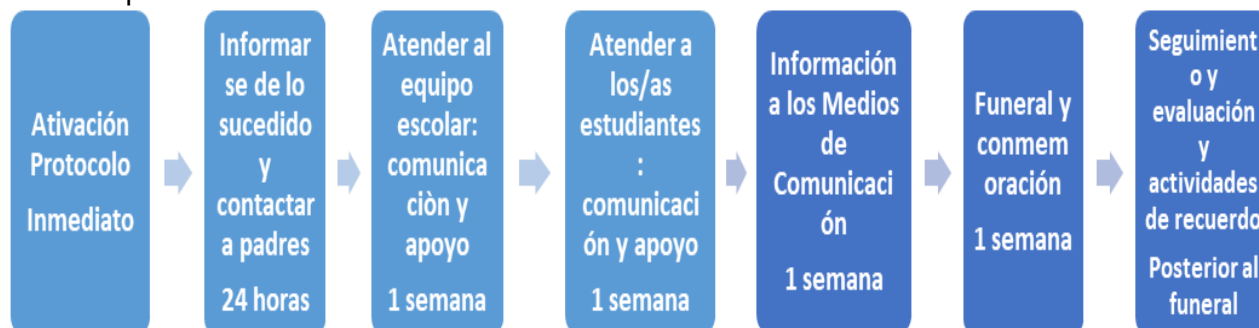 Ativación
Protocolo
Inmediato
Informar
se de lo
sucedido
y
contactar
a padres
24 horas
Atender al
equipo
escolar:
comunica
ciòn y
apoyo
1 semana
Atender a
los/as
estudiantes
:
comunicaci
ón y apoyo
1 semana
Información
a los Medios
de
Comunicaci
ón
1 semana
Funeral y
conmem
oración
1 semana
Seguimient
o y
evaluación
y
actividades
de recuerdo
Posterior al
funeral